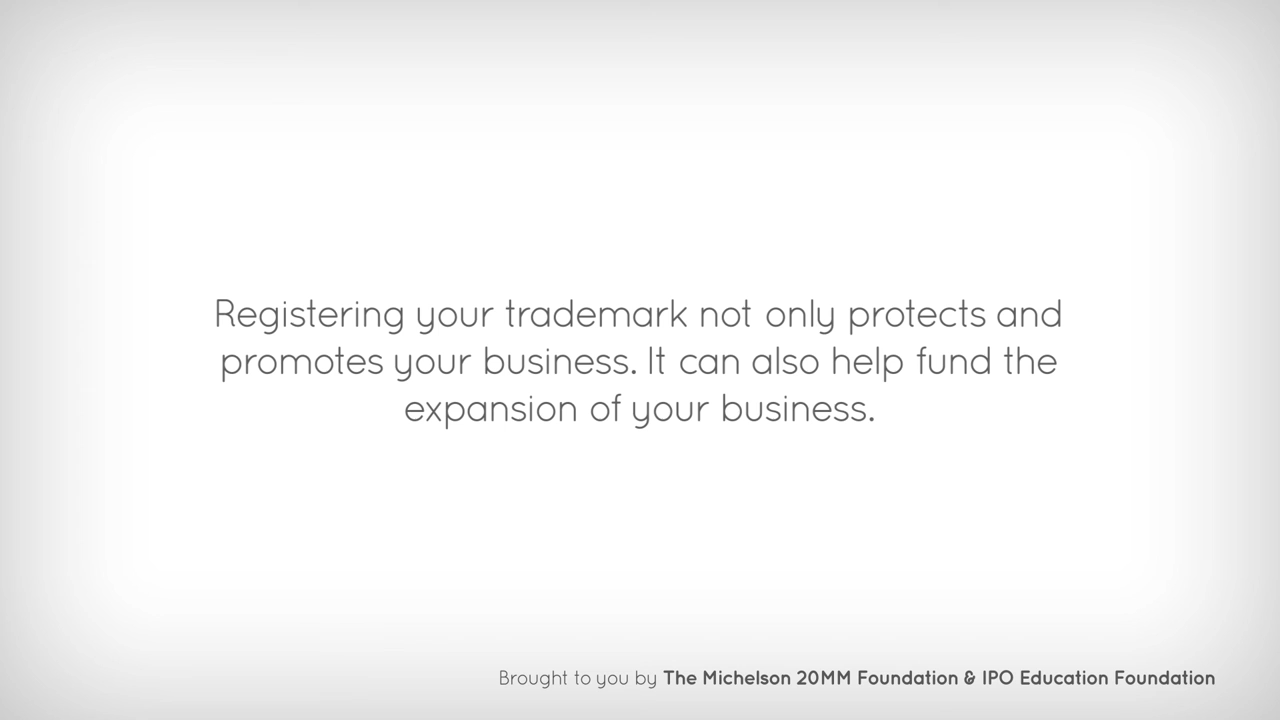 Registering your trademark not only protects and
promotes your business. It can also help fund the
expansion of your business.
Brought to you by The Michelson 20MM Foundation & IPO Education Foundation